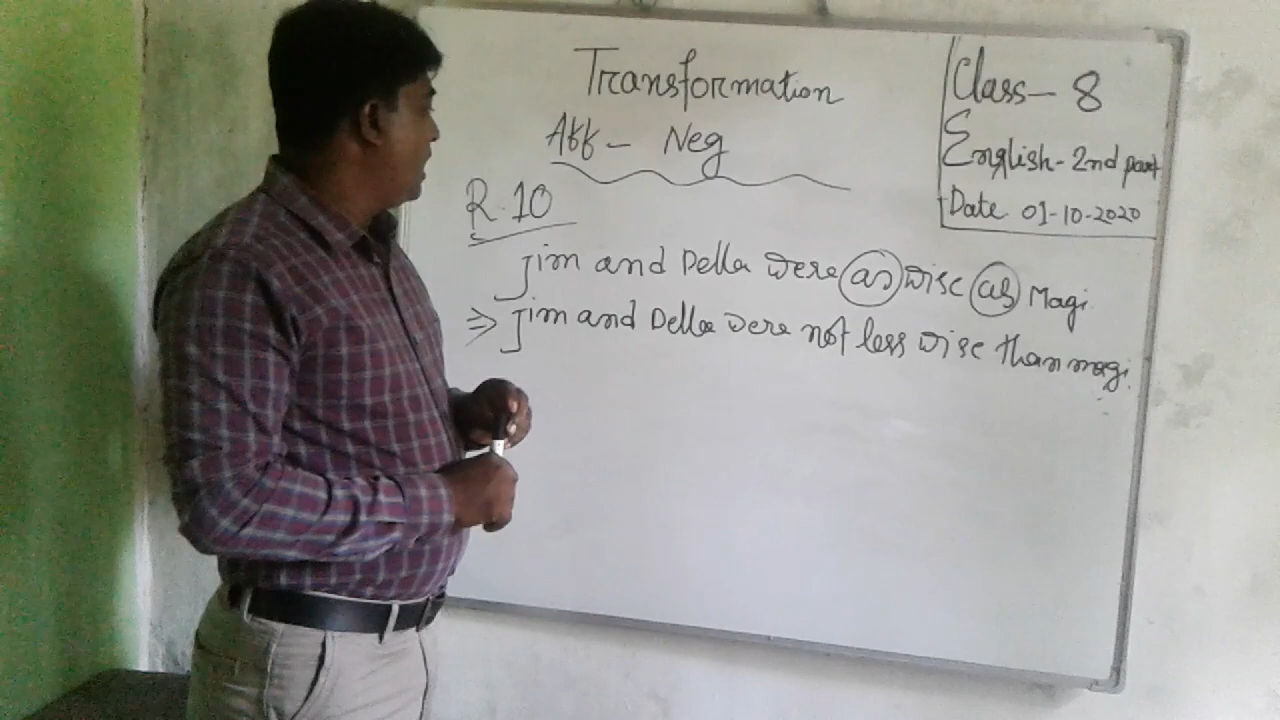 Transformation
Aff - Neg
Class - 8
English - 2nd part
Date 01-10-2020
R. 10
Jim and Della were as wise as Magi.
⇒ Jim and Della were not less wise than magi.